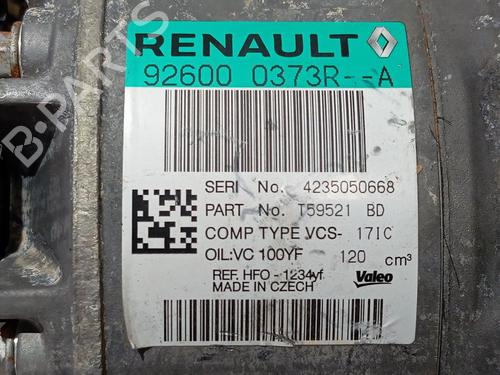 RENAULT
92600 0373R--A
SERI No. 4235050668
PART No. T59521 BD
COMP.TYPE VCS- 171C
OIL:VC 100YF 120 cm³
REF. HFO - 1234yf
MADE IN CZECH
Valeo
B-PARTS